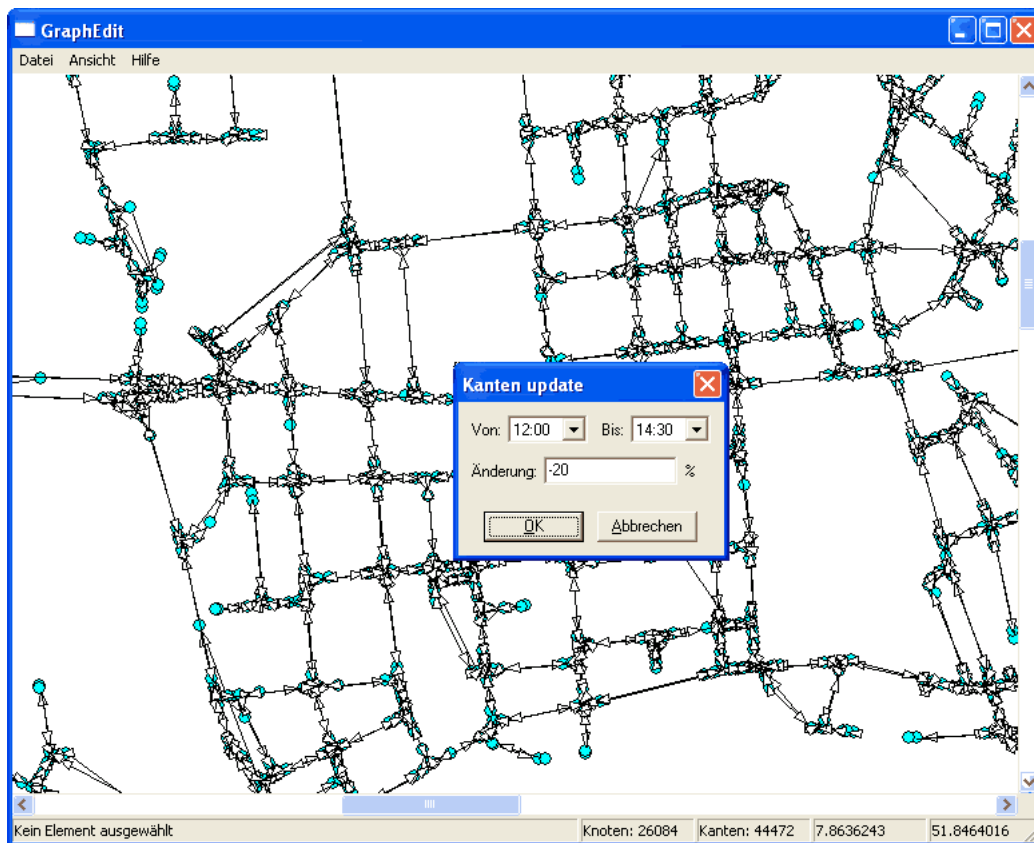 GraphEdit
Datei Ansicht Hilfe
Kanten update
Von: 12:00 Bis: 14:30
Änderung: -20 %
OK Abbrechen
Kein Element ausgewählt Knoten: 26084 Kanten: 44472 7.8636243 51.8464016